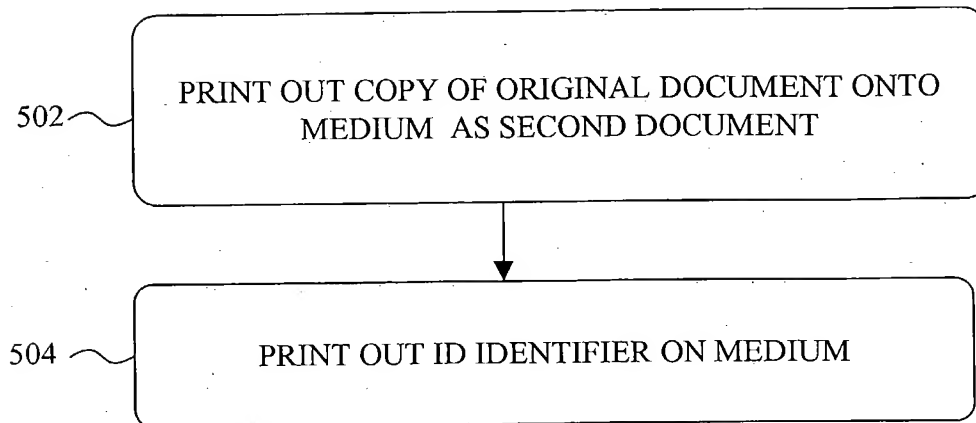 502
PRINT OUT COPY OF ORIGINAL DOCUMENT ONTO
MEDIUM AS SECOND DOCUMENT
504
PRINT OUT ID IDENTIFIER ON MEDIUM